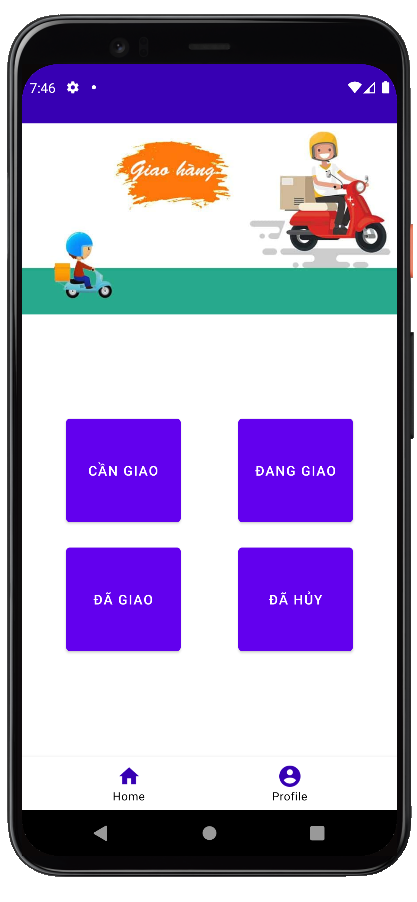 7:46
Giao hàng
CẦN GIAO
ĐANG GIAO
ĐÃ GIAO
ĐÃ HỦY
Home
Profile